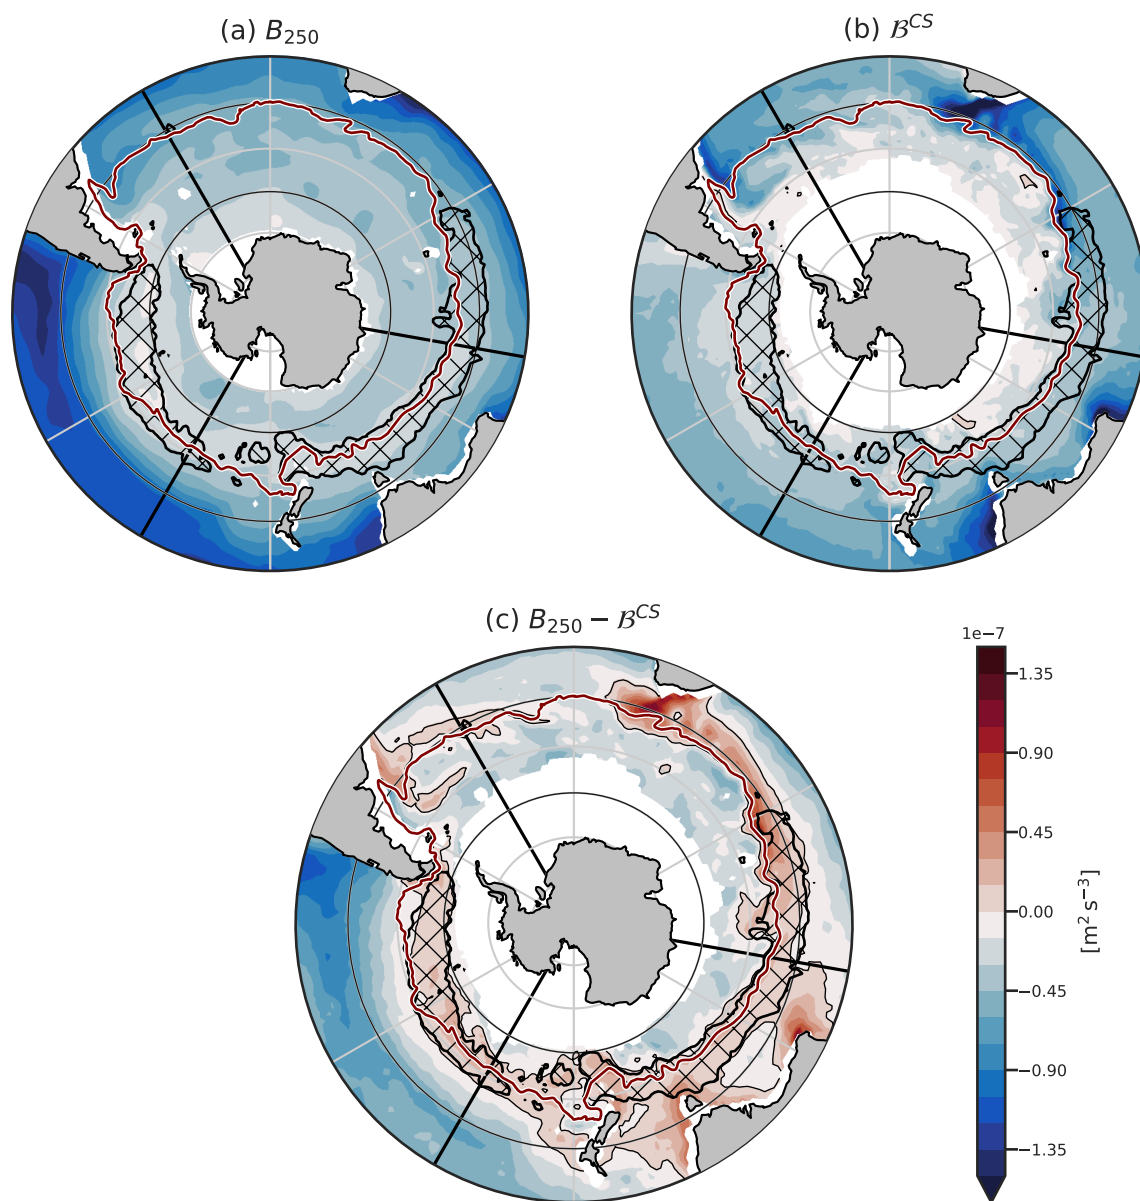 (a) B₂₅₀
(b) ℬᶜˢ
(c) B₂₅₀ − ℬᶜˢ
1e−7
1.35
0.90
0.45
0.00
−0.45
−0.90
−1.35
[m² s⁻³]